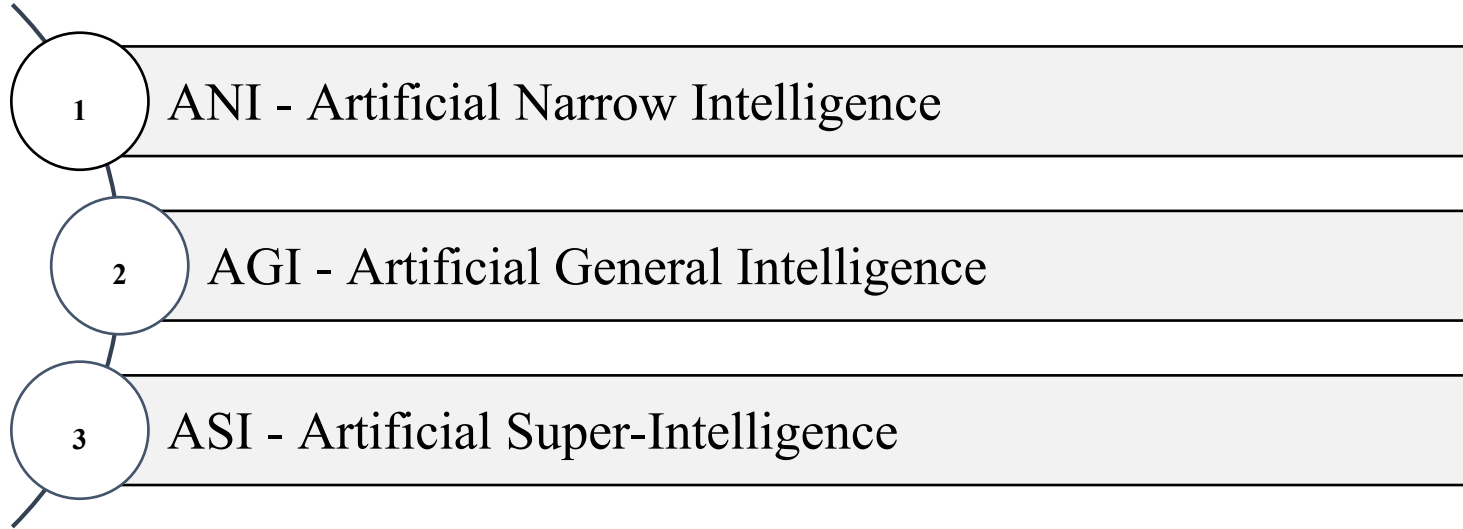 1 ANI - Artificial Narrow Intelligence
2 AGI - Artificial General Intelligence
3 ASI - Artificial Super-Intelligence